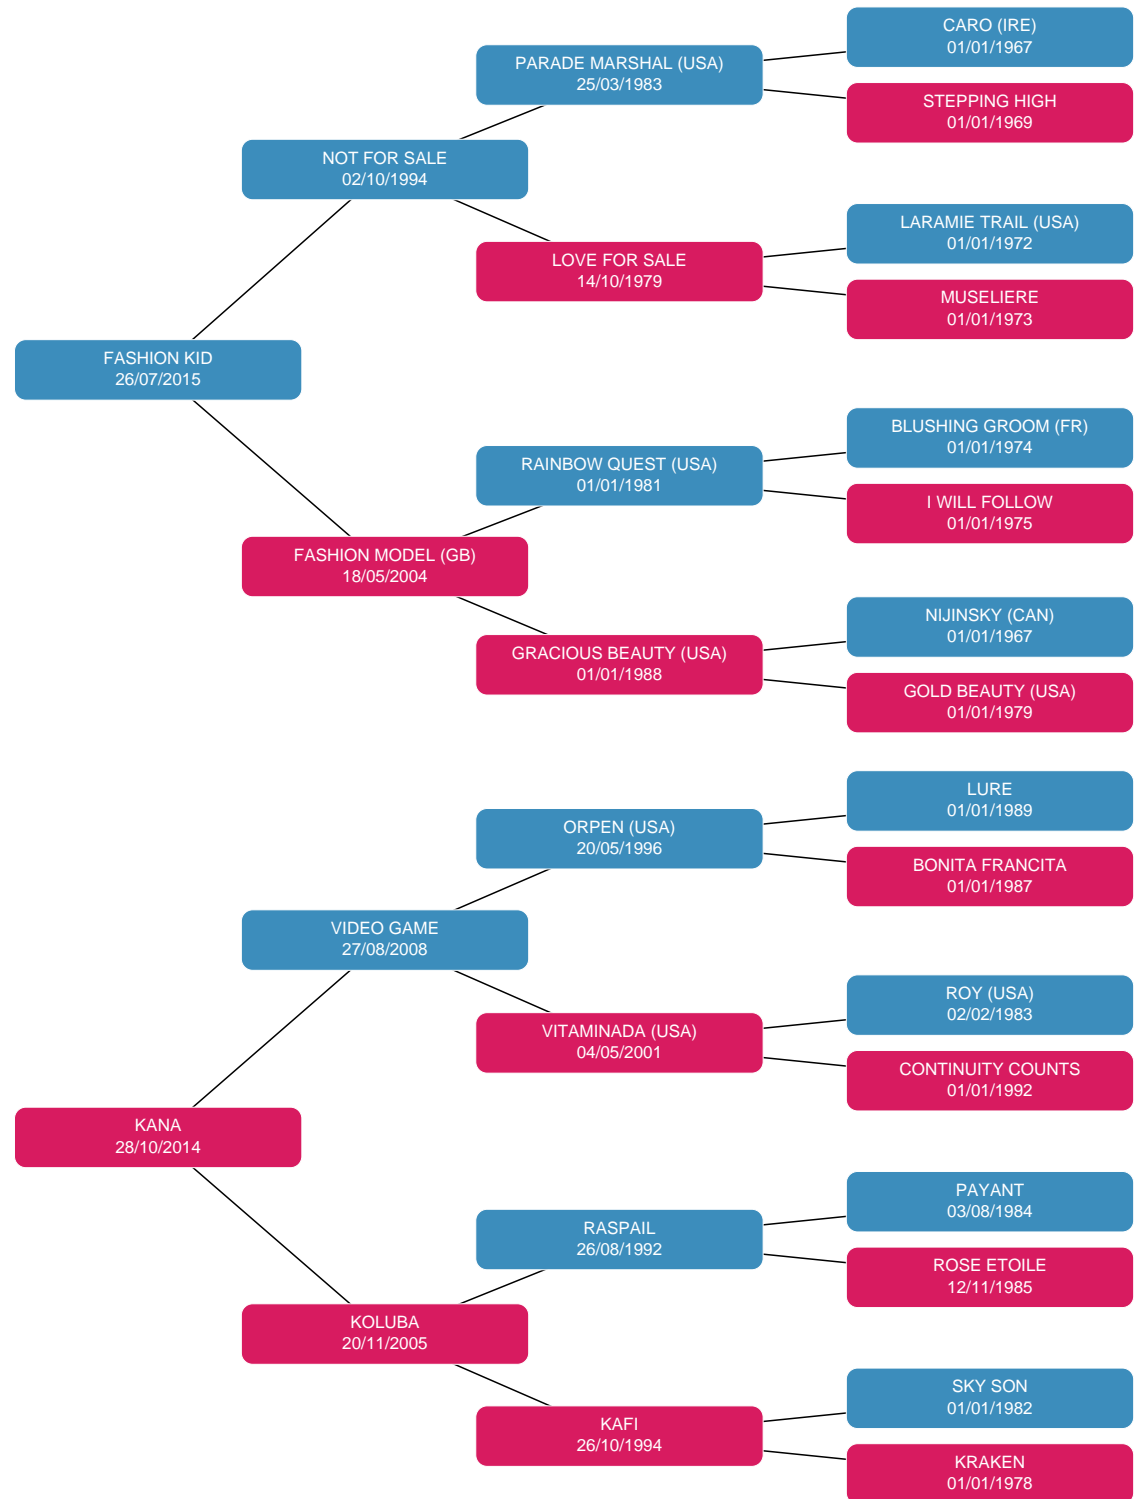 CARO (IRE)
01/01/1967
PARADE MARSHAL (USA)
25/03/1983
STEPPING HIGH
01/01/1969
NOT FOR SALE
02/10/1994
LARAMIE TRAIL (USA)
01/01/1972
LOVE FOR SALE
14/10/1979
MUSELIERE
01/01/1973
FASHION KID
26/07/2015
BLUSHING GROOM (FR)
01/01/1974
RAINBOW QUEST (USA)
01/01/1981
I WILL FOLLOW
01/01/1975
FASHION MODEL (GB)
18/05/2004
NIJINSKY (CAN)
01/01/1967
GRACIOUS BEAUTY (USA)
01/01/1988
GOLD BEAUTY (USA)
01/01/1979
LURE
01/01/1989
ORPEN (USA)
20/05/1996
BONITA FRANCITA
01/01/1987
VIDEO GAME
27/08/2008
ROY (USA)
02/02/1983
VITAMINADA (USA)
04/05/2001
CONTINUITY COUNTS
01/01/1992
KANA
28/10/2014
PAYANT
03/08/1984
RASPAIL
26/08/1992
ROSE ETOILE
12/11/1985
KOLUBA
20/11/2005
SKY SON
01/01/1982
KAFI
26/10/1994
KRAKEN
01/01/1978